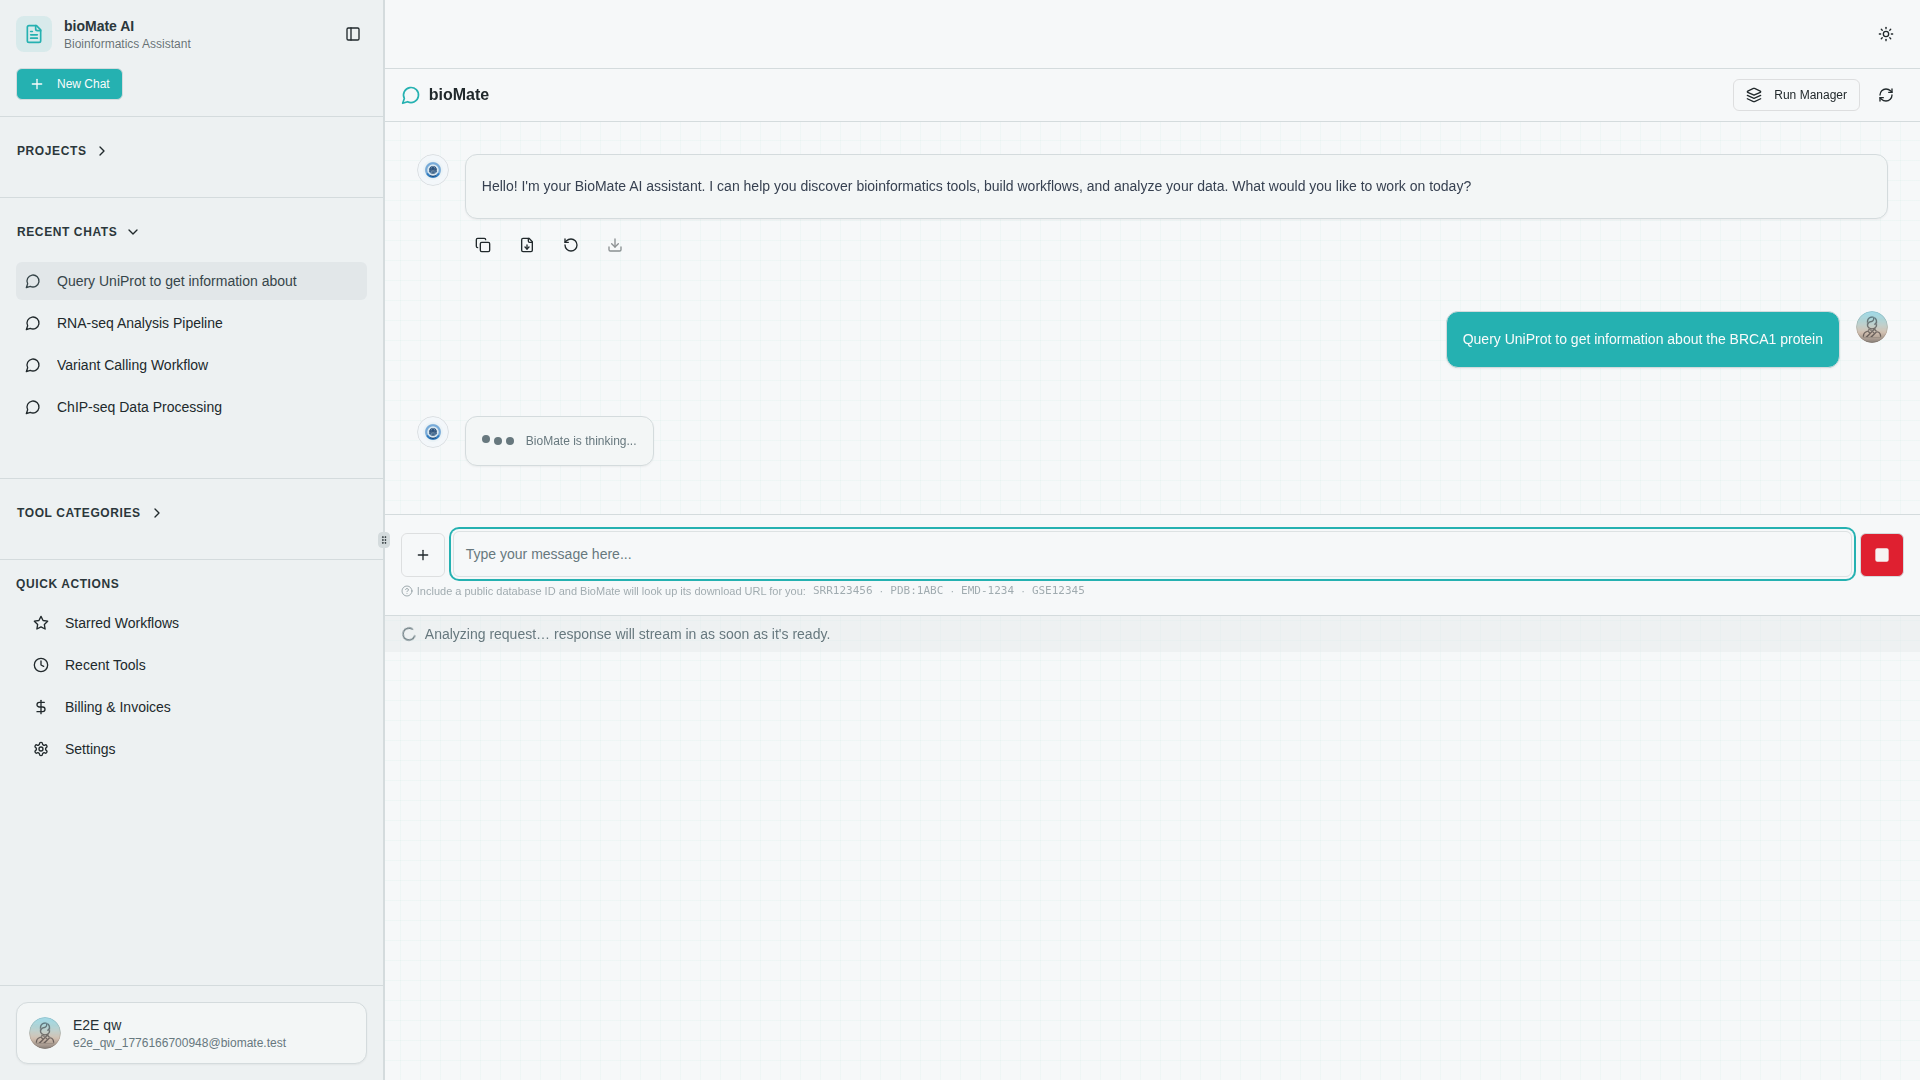 bioMate AI
Bioinformatics Assistant
New Chat
PROJECTS
RECENT CHATS
Query UniProt to get information about
RNA-seq Analysis Pipeline
Variant Calling Workflow
ChIP-seq Data Processing
TOOL CATEGORIES
QUICK ACTIONS
Starred Workflows
Recent Tools
Billing & Invoices
Settings
E2E qw
e2e_qw_1776166700948@biomate.test
bioMate
Run Manager
Hello! I'm your BioMate AI assistant. I can help you discover bioinformatics tools, build workflows, and analyze your data. What would you like to work on today?
Query UniProt to get information about the BRCA1 protein
BioMate is thinking...
Type your message here...
Include a public database ID and BioMate will look up its download URL for you: SRR123456 · PDB:1ABC · EMD-1234 · GSE12345
Analyzing request… response will stream in as soon as it's ready.